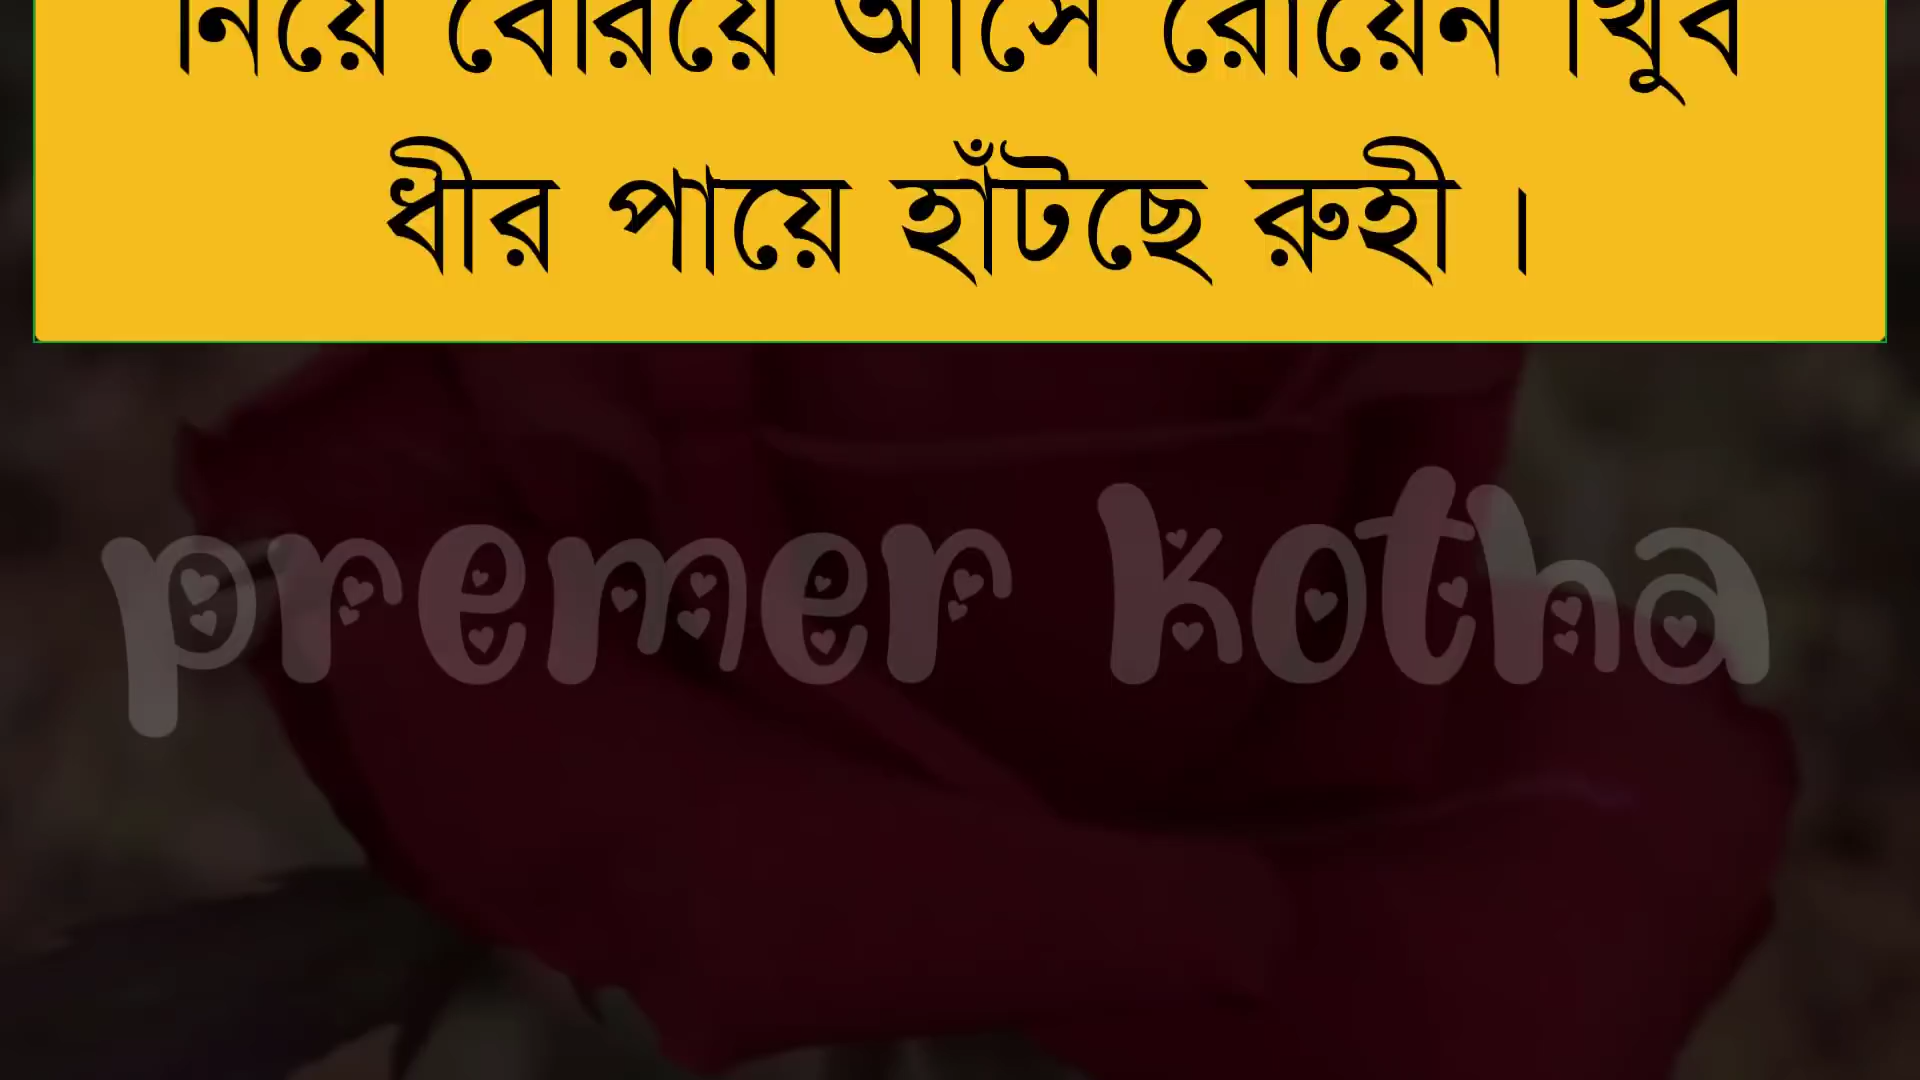 নিয়ে বেরিয়ে আসে রোয়েন ।খুব
ধীর পায়ে হাঁটছে রুহী ।
premer kotha